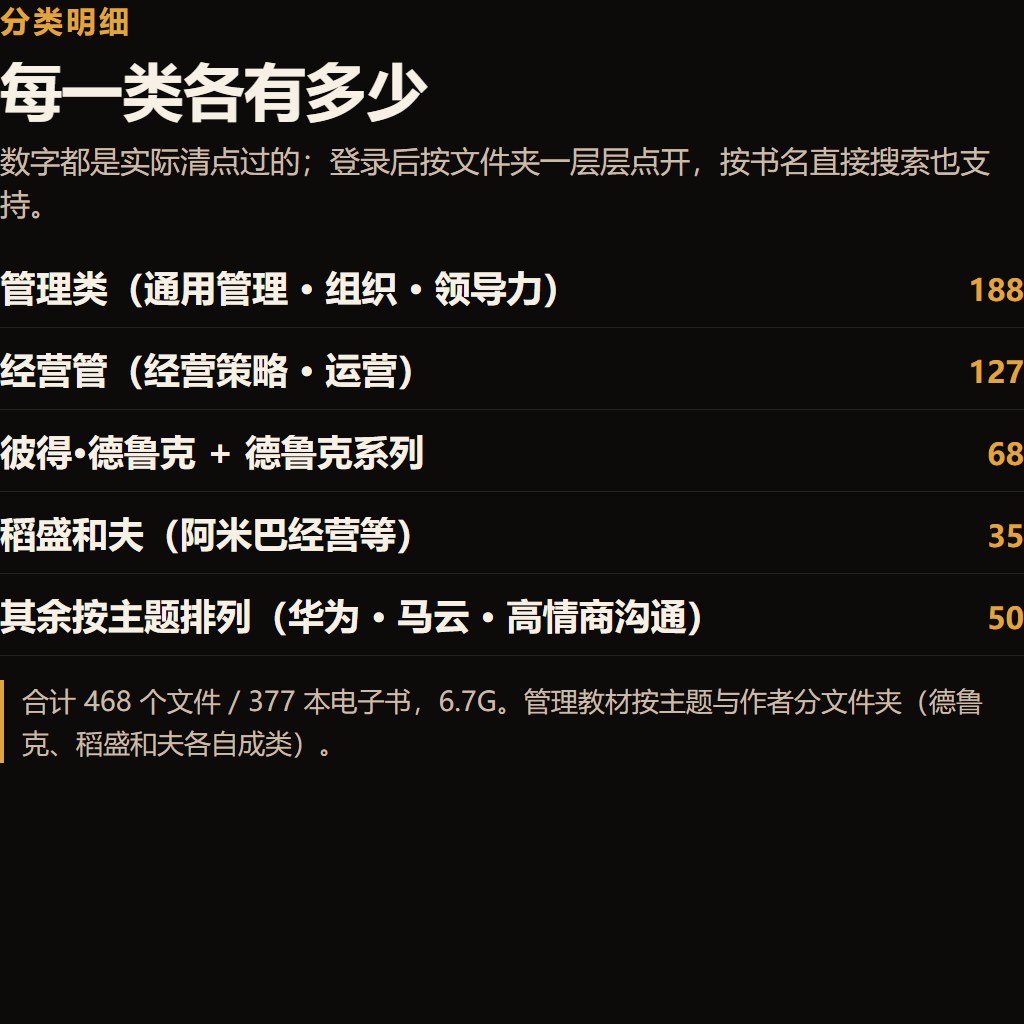 分类明细
每一类各有多少
数字都是实际清点过的；登录后按文件夹一层层点开，按书名直接搜索也支
持。
管理类（通用管理・组织・领导力） 188
经营管（经营策略・运营） 127
彼得•德鲁克 + 德鲁克系列 68
稻盛和夫（阿米巴经营等） 35
其余按主题排列（华为・马云・高情商沟通） 50
合计 468 个文件 / 377 本电子书，6.7G。管理教材按主题与作者分文件夹（德鲁
克、稻盛和夫各自成类）。